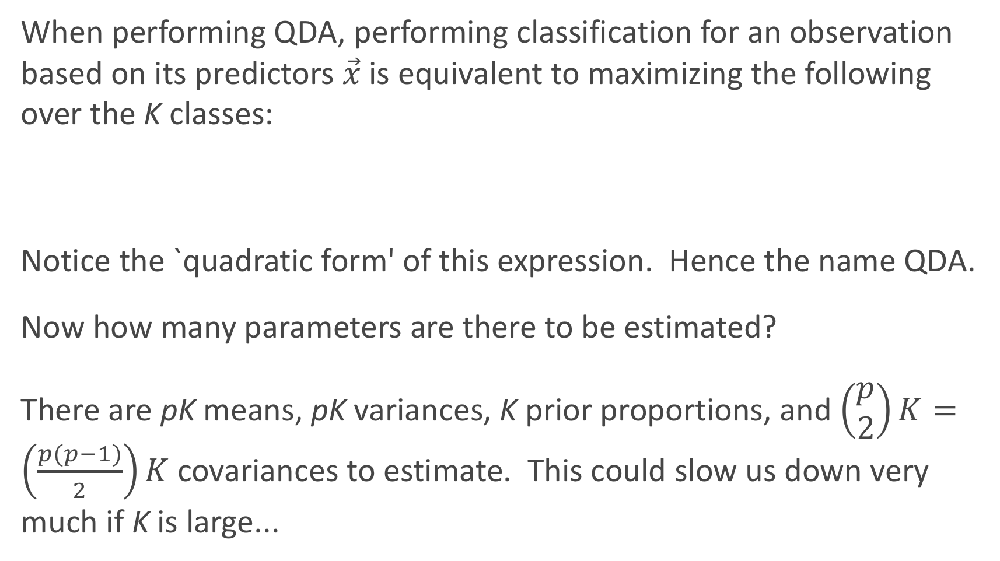 When performing QDA, performing classification for an observation
based on its predictors $\vec{x}$ is equivalent to maximizing the following
over the K classes:
Notice the `quadratic form' of this expression.  Hence the name QDA.
Now how many parameters are there to be estimated?
There are pK means, pK variances, K prior proportions, and $\binom{p}{2} K =$
$\left(\frac{p(p-1)}{2}\right) K$ covariances to estimate.  This could slow us down very
much if K is large...